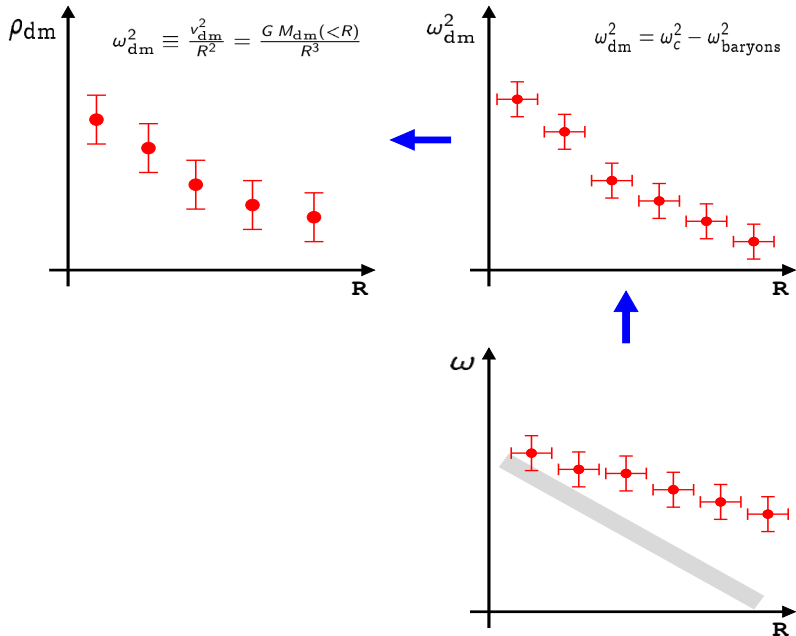 ρ_dm
ω²_dm ≡ v²_dm / R² = G M_dm(<R) / R³
R
ω²_dm
ω²_dm = ω²_c − ω²_baryons
R
ω
R